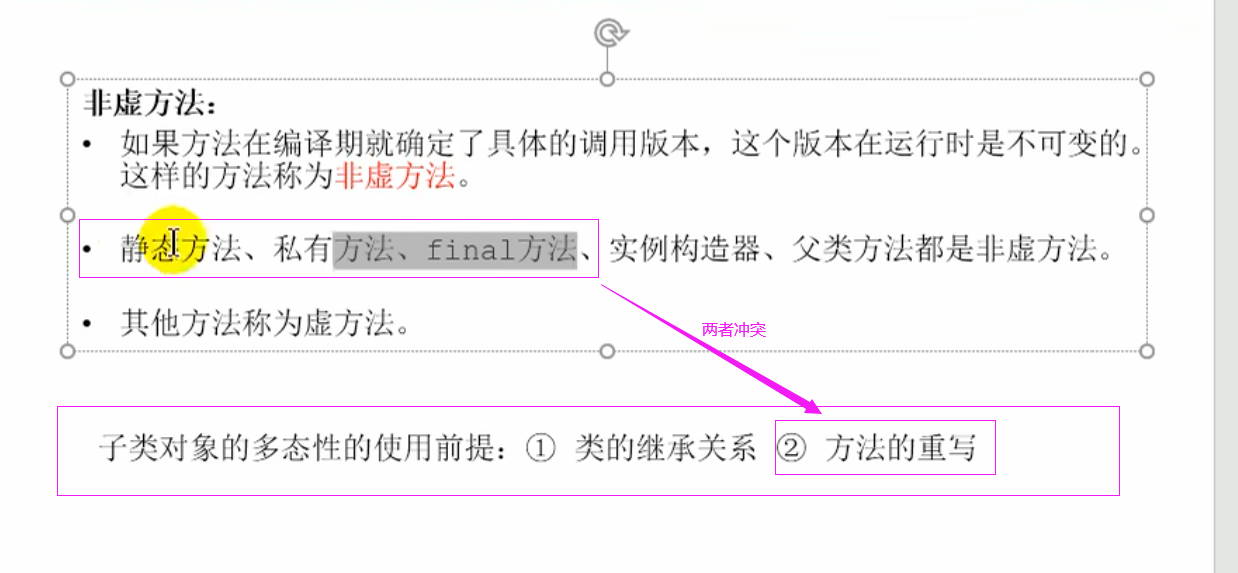 非虚方法：
• 如果方法在编译期就确定了具体的调用版本，这个版本在运行时是不可变的。
这样的方法称为非虚方法。
• 静态方法、私有方法、final方法、实例构造器、父类方法都是非虚方法。
• 其他方法称为虚方法。
两者冲突
子类对象的多态性的使用前提：① 类的继承关系 ② 方法的重写